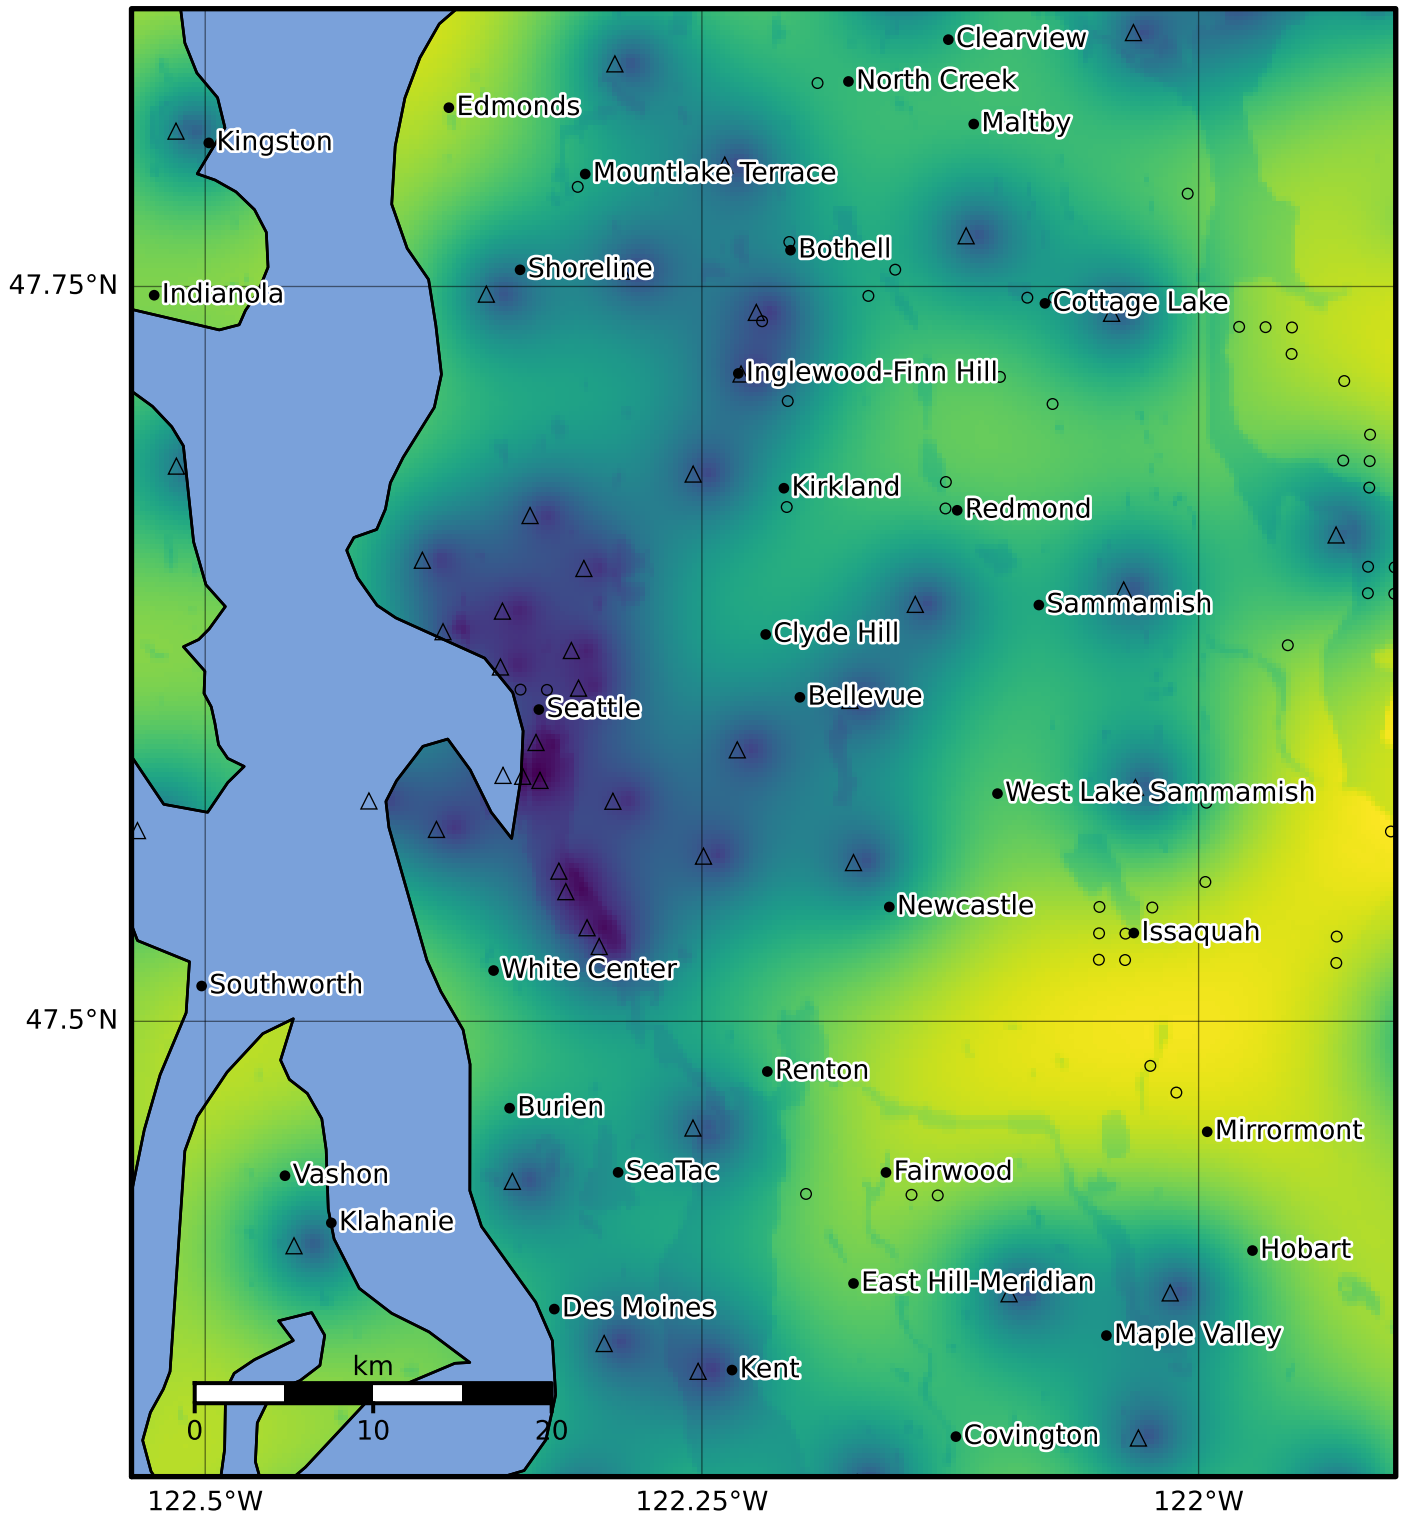 Clearview
North Creek
Edmonds
Maltby
Kingston
Mountlake Terrace
Bothell
Shoreline
47.75°N
Indianola
Cottage Lake
Inglewood-Finn Hill
Kirkland
Redmond
Sammamish
Clyde Hill
Bellevue
Seattle
West Lake Sammamish
Newcastle
Issaquah
White Center
Southworth
47.5°N
Renton
Burien
Mirrormont
Vashon
SeaTac
Fairwood
Klahanie
Hobart
East Hill-Meridian
Des Moines
Maple Valley
km
Kent
0 10 20
Covington
122.5°W 122.25°W 122°W